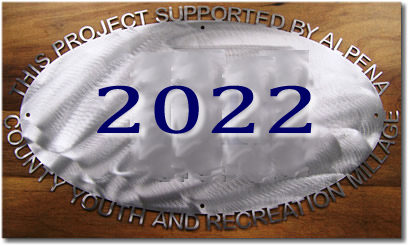 THIS PROJECT SUPPORTED BY ALPENA
2022
COUNTY YOUTH AND RECREATION MILLAGE